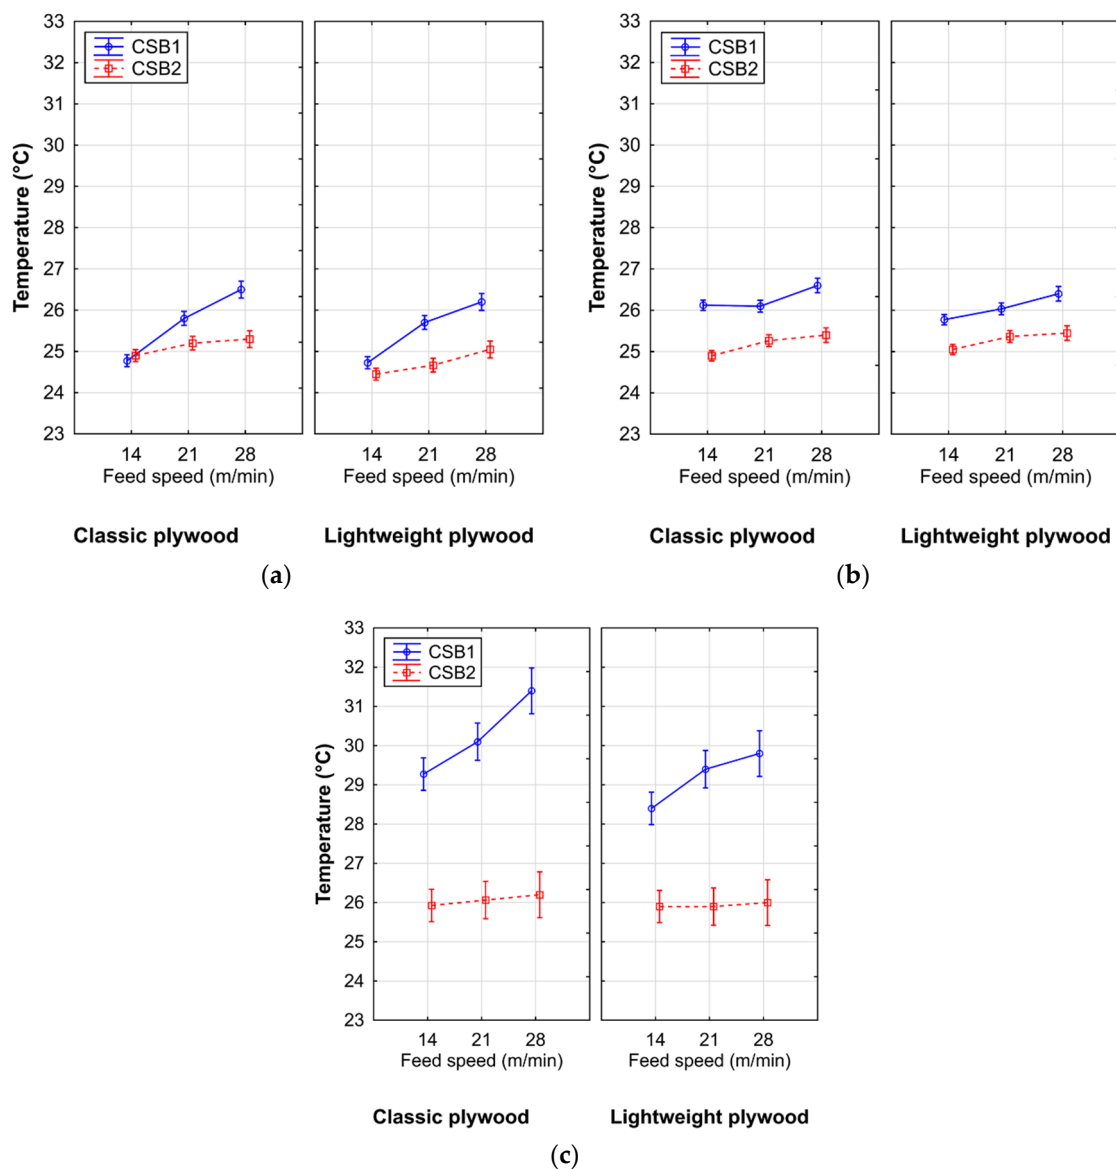 33
32
31
30
29
28
27
26
25
24
23
Temperature (°C)
CSB1
CSB2
14 21 28
Feed speed (m/min)
14 21 28
Feed speed (m/min)
Classic plywood
Lightweight plywood
(a)
33
32
31
30
29
28
27
26
25
24
23
Temperature (°C)
CSB1
CSB2
14 21 28
Feed speed (m/min)
14 21 28
Feed speed (m/min)
Classic plywood
Lightweight plywood
(b)
33
32
31
30
29
28
27
26
25
24
23
Temperature (°C)
CSB1
CSB2
14 21 28
Feed speed (m/min)
14 21 28
Feed speed (m/min)
Classic plywood
Lightweight plywood
(c)